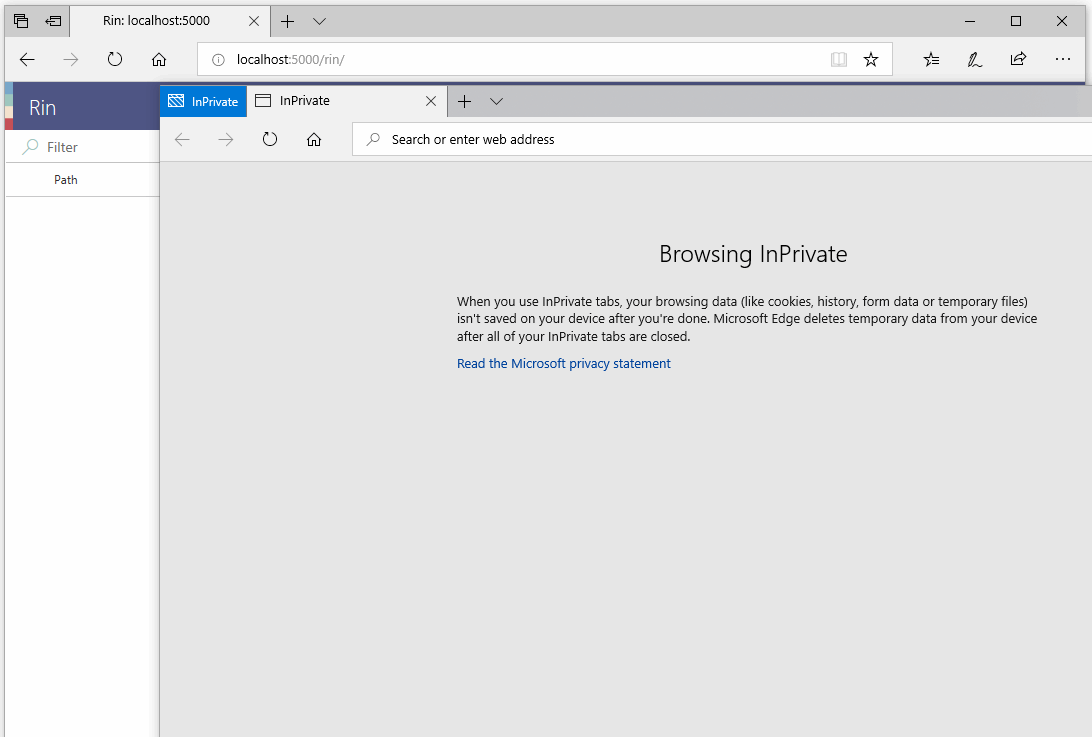 Rin: localhost:5000
localhost:5000/rin/
Rin
Filter
Path
InPrivate
InPrivate
Search or enter web address
Browsing InPrivate
When you use InPrivate tabs, your browsing data (like cookies, history, form data or temporary files)
isn't saved on your device after you're done. Microsoft Edge deletes temporary data from your device
after all of your InPrivate tabs are closed.
Read the Microsoft privacy statement